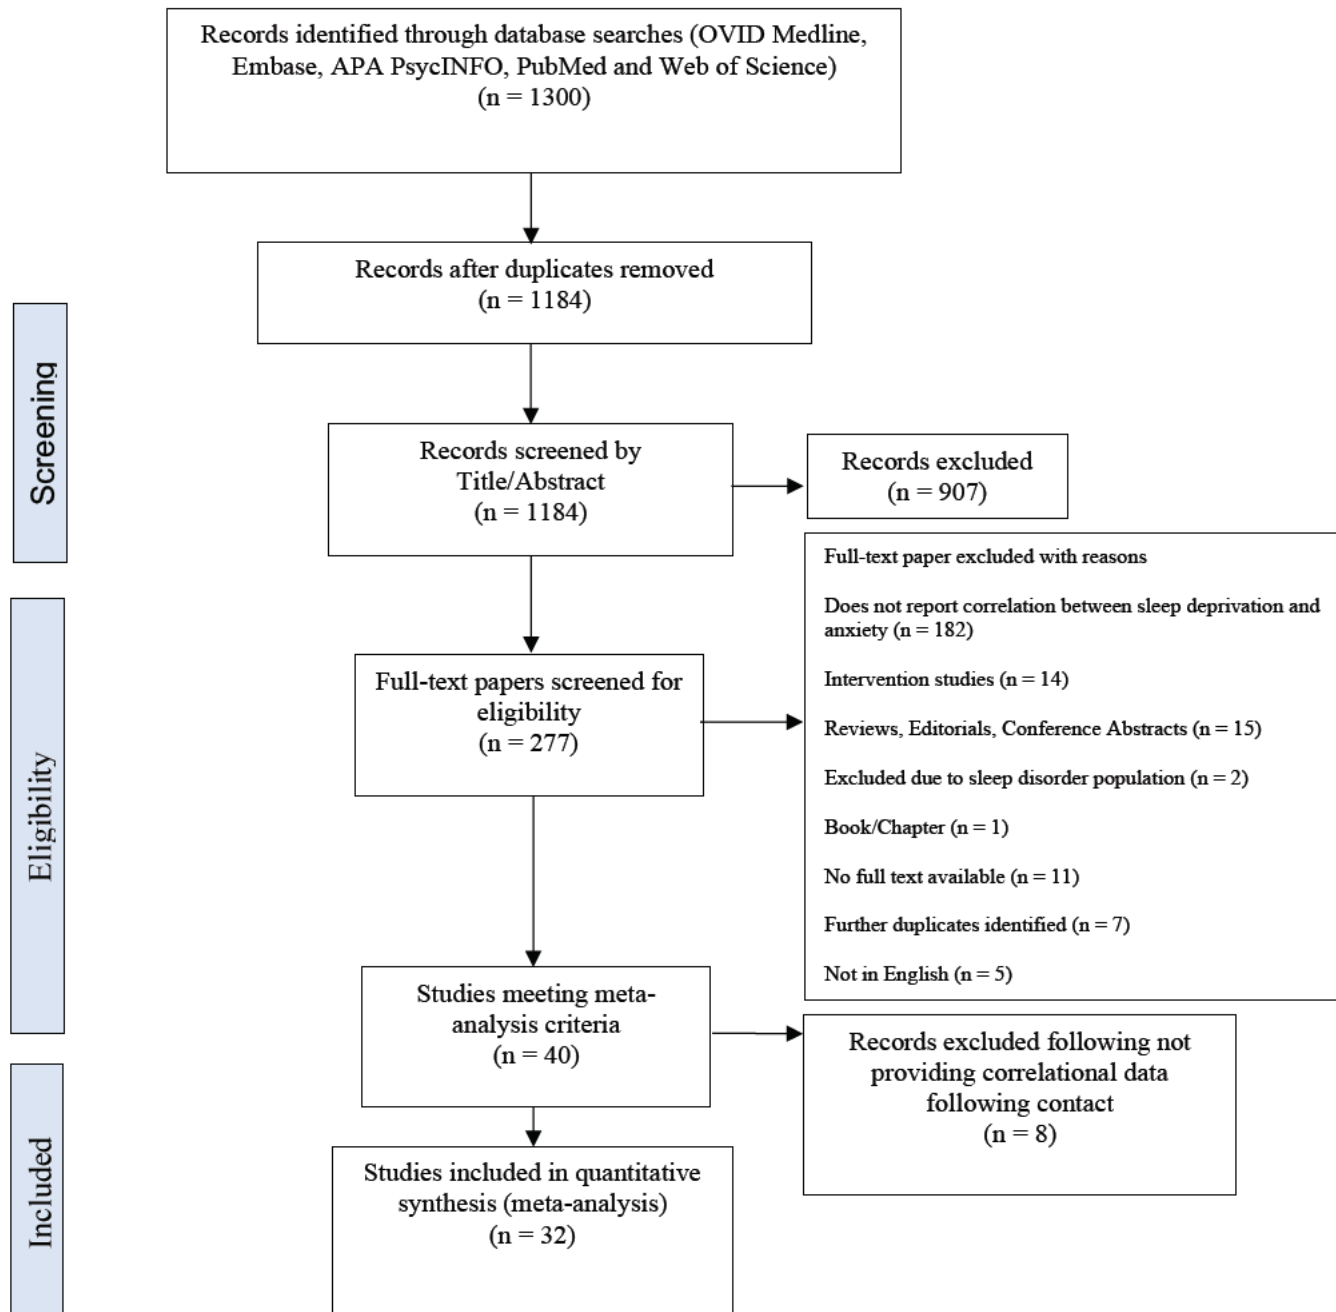 Records identified through database searches (OVID Medline,
Embase, APA PsycINFO, PubMed and Web of Science)
(n = 1300)
Records after duplicates removed
(n = 1184)
Screening
Records screened by
Title/Abstract
(n = 1184)
Records excluded
(n = 907)
Eligibility
Full-text papers screened for
eligibility
(n = 277)
Full-text paper excluded with reasons
Does not report correlation between sleep deprivation and
anxiety (n = 182)
Intervention studies (n = 14)
Reviews, Editorials, Conference Abstracts (n = 15)
Excluded due to sleep disorder population (n = 2)
Book/Chapter (n = 1)
No full text available (n = 11)
Further duplicates identified (n = 7)
Not in English (n = 5)
Studies meeting meta-
analysis criteria
(n = 40)
Records excluded following not
providing correlational data
following contact
(n = 8)
Included
Studies included in quantitative
synthesis (meta-analysis)
(n = 32)